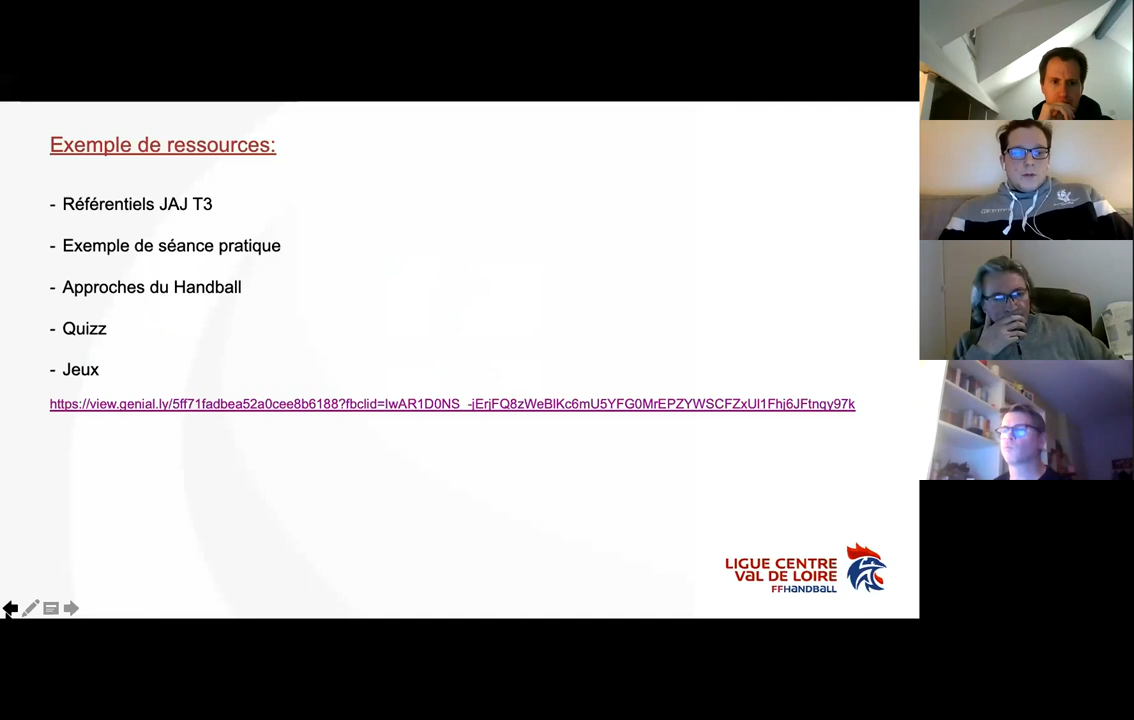 Exemple de ressources:
- Référentiels JAJ T3
- Exemple de séance pratique
- Approches du Handball
- Quizz
- Jeux
https://view.genial.ly/5ff71fadbea52a0cee8b6188?fbclid=IwAR1D0NS_-jErjFQ8zWeBlKc6mU5YFG0MrEPZYWSCFZxUl1Fhj6JFtnqy97k
LIGUE CENTRE
VAL DE LOIRE
FFHANDBALL